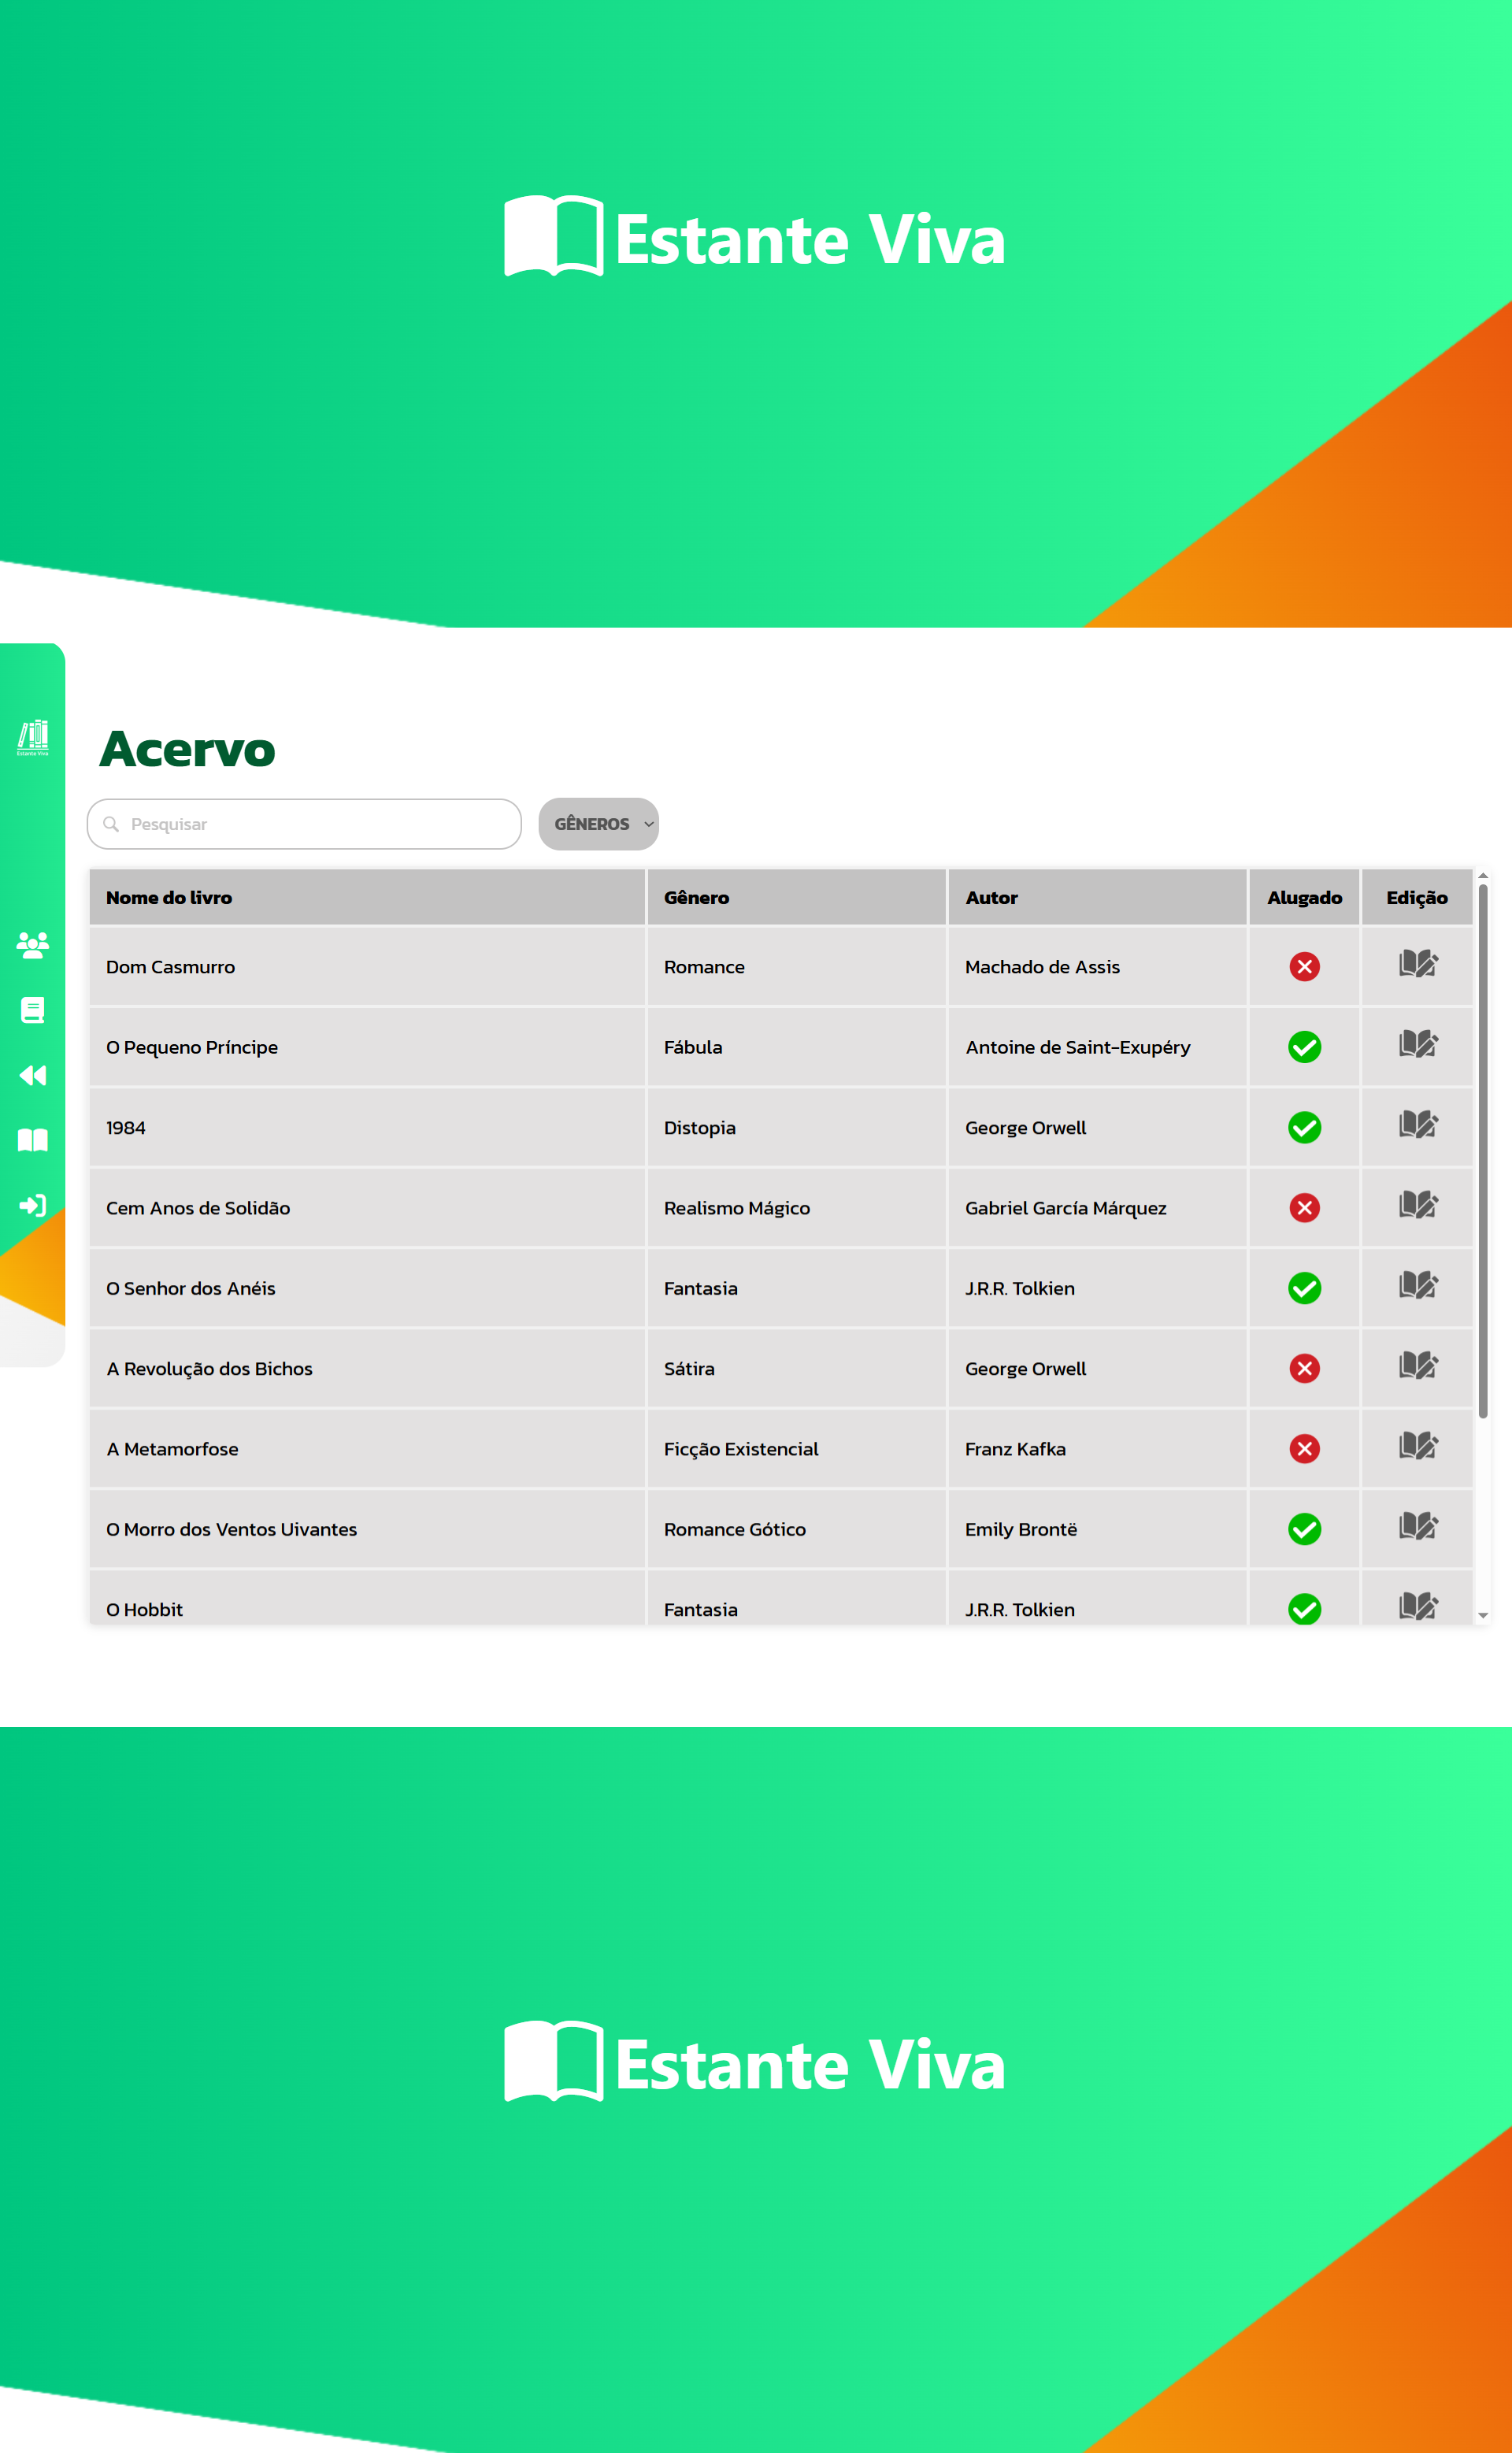 Estante Viva
Estante Viva
Acervo
Pesquisar
GÊNEROS
Nome do livro Gênero Autor Alugado Edição
Dom Casmurro Romance Machado de Assis
O Pequeno Príncipe Fábula Antoine de Saint-Exupéry
1984 Distopia George Orwell
Cem Anos de Solidão Realismo Mágico Gabriel García Márquez
O Senhor dos Anéis Fantasia J.R.R. Tolkien
A Revolução dos Bichos Sátira George Orwell
A Metamorfose Ficção Existencial Franz Kafka
O Morro dos Ventos Uivantes Romance Gótico Emily Brontë
O Hobbit Fantasia J.R.R. Tolkien
Estante Viva